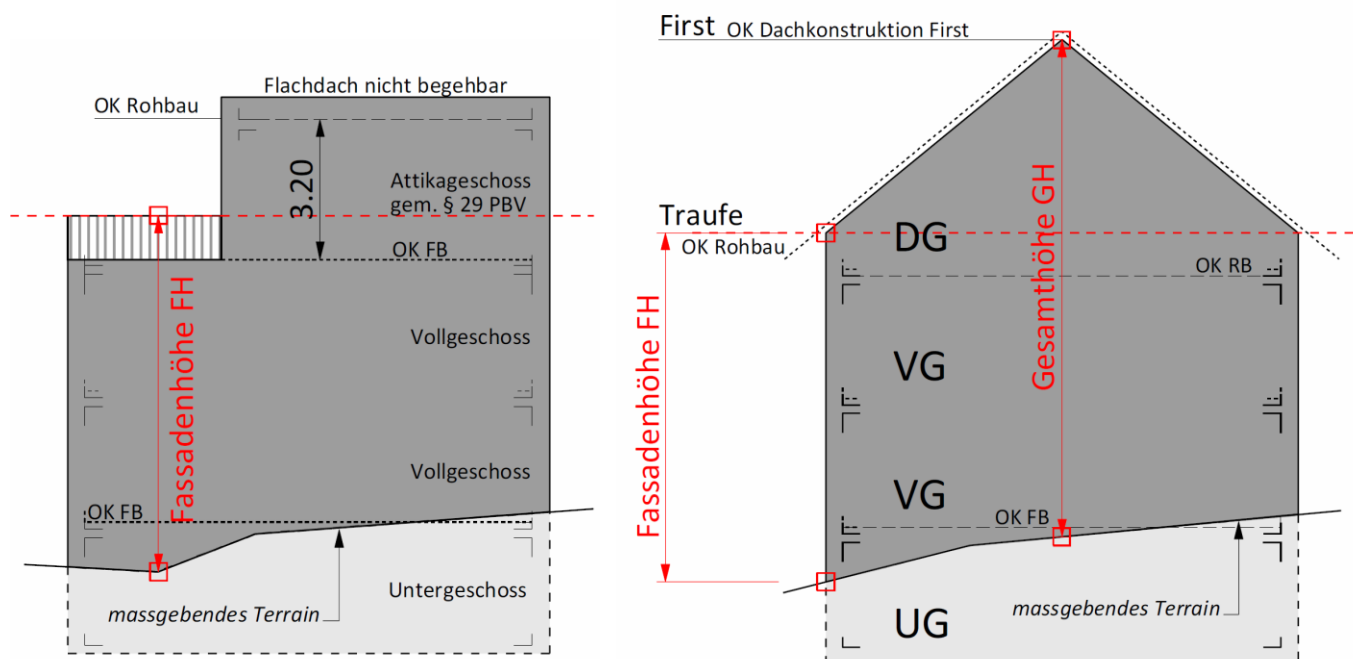 Flachdach nicht begehbar
OK Rohbau
3.20
Attikageschoss
gem. § 29 PBV
OK FB
Fassadenhöhe FH
Vollgeschoss
Vollgeschoss
OK FB
Untergeschoss
massgebendes Terrain
First OK Dachkonstruktion First
Traufe
OK Rohbau
DG
OK RB
Gesamthöhe GH
Fassadenhöhe FH
VG
VG
OK FB
massgebendes Terrain
UG